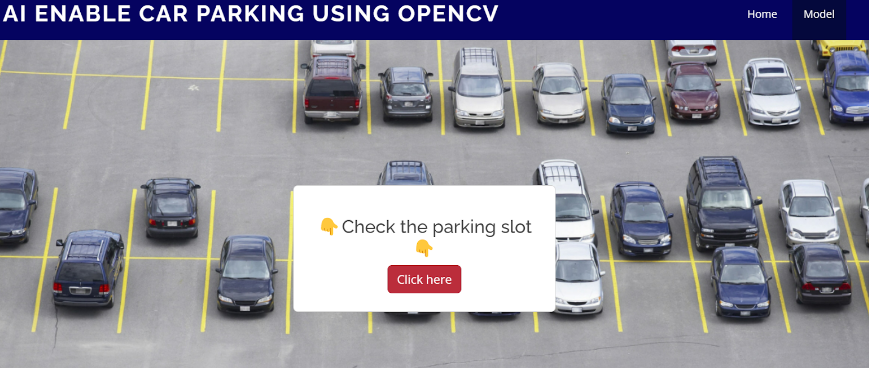 AI ENABLE CAR PARKING USING OPENCV
Home
Model
👇Check the parking slot
👇
Click here